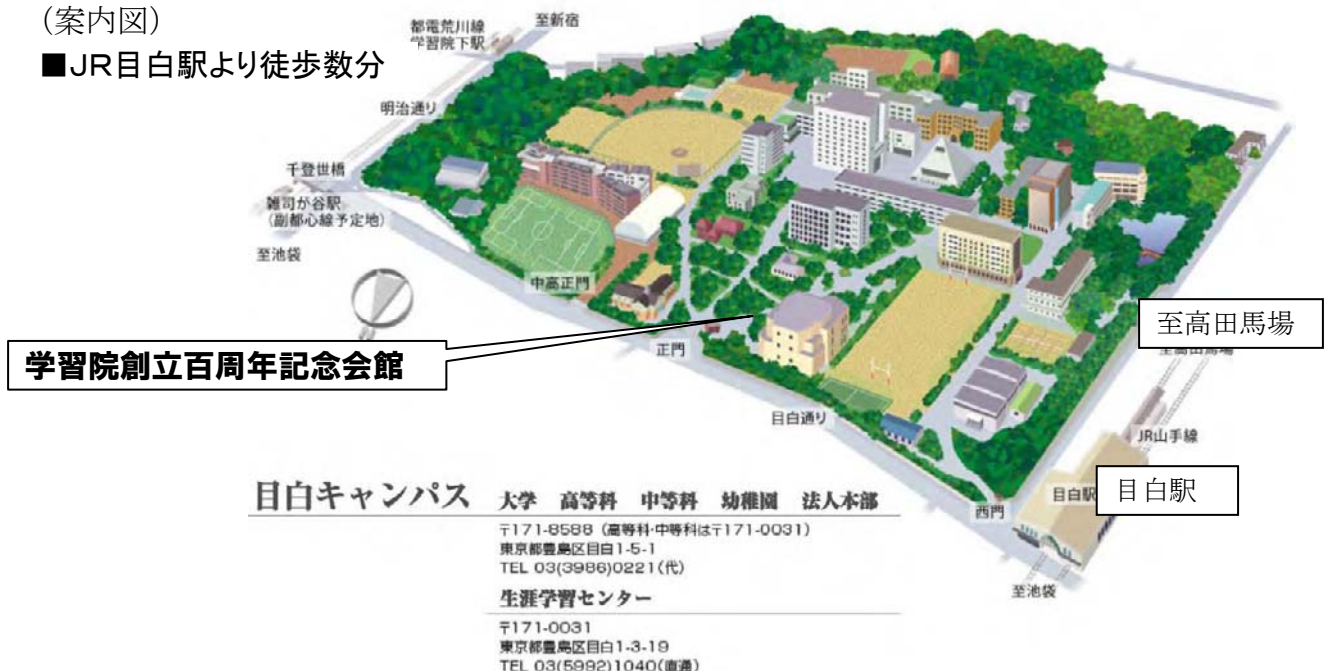 （案内図）
■ＪＲ目白駅より徒歩数分
都電荒川線
学習院下駅
至新宿
明治通り
千登世橋
雑司が谷駅
(副都心線予定地)
至池袋
中高正門
学習院創立百周年記念会館
正門
目白通り
至高田馬場
至高田馬場
JR山手線
目白駅
目白駅
西門
至池袋
目白キャンパス 大学 高等科 中等科 幼稚園 法人本部
〒171-8588（高等科・中等科は〒171-0031）
東京都豊島区目白1-5-1
TEL 03(3986)0221(代)
生涯学習センター
〒171-0031
東京都豊島区目白1-3-19
TEL 03(5992)1040(直通)